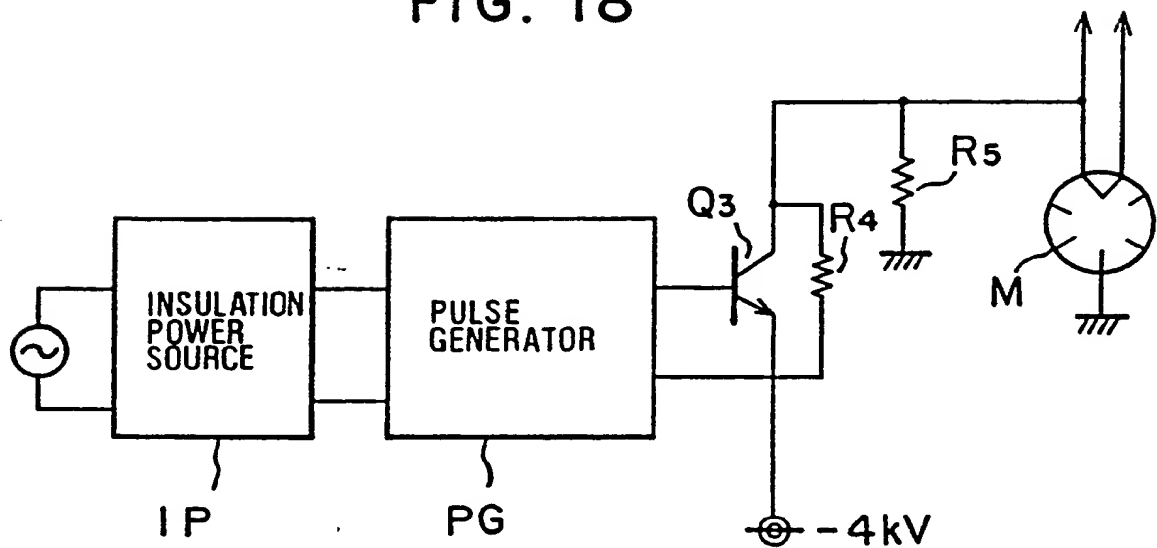 FIG. 18
Q3
R4
R5
M
INSULATION
POWER
SOURCE
PULSE
GENERATOR
IP
PG
-4kV